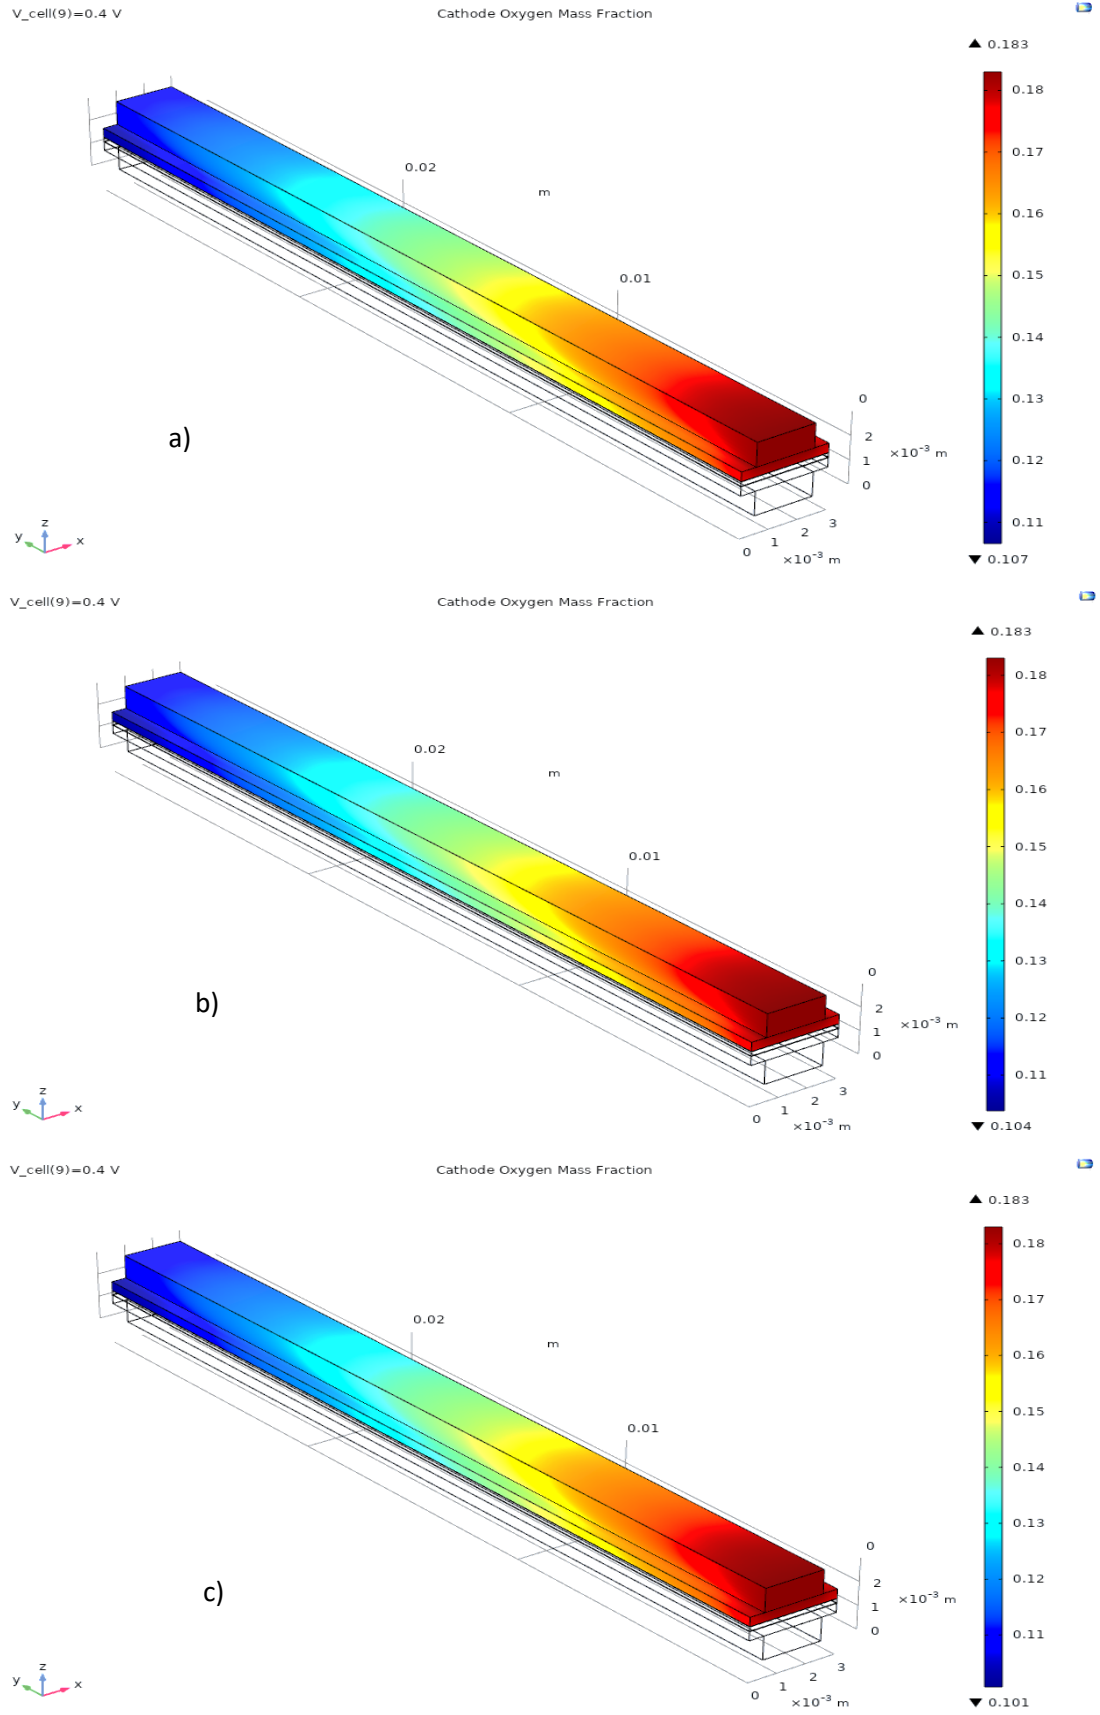 V_cell(9)=0.4 V
Cathode Oxygen Mass Fraction
▲ 0.183
0.18
0.17
0.16
0.15
0.14
0.13
0.12
0.11
▼ 0.107
0.02
m
0.01
0
2
1
0
×10⁻³ m
3
2
1
0
×10⁻³ m
a)
z
y
x
V_cell(9)=0.4 V
Cathode Oxygen Mass Fraction
▲ 0.183
0.18
0.17
0.16
0.15
0.14
0.13
0.12
0.11
▼ 0.104
0.02
m
0.01
0
2
1
0
×10⁻³ m
3
2
1
0
×10⁻³ m
b)
z
y
x
V_cell(9)=0.4 V
Cathode Oxygen Mass Fraction
▲ 0.183
0.18
0.17
0.16
0.15
0.14
0.13
0.12
0.11
▼ 0.101
0.02
m
0.01
0
2
1
0
×10⁻³ m
3
2
1
0
×10⁻³ m
c)
z
y
x